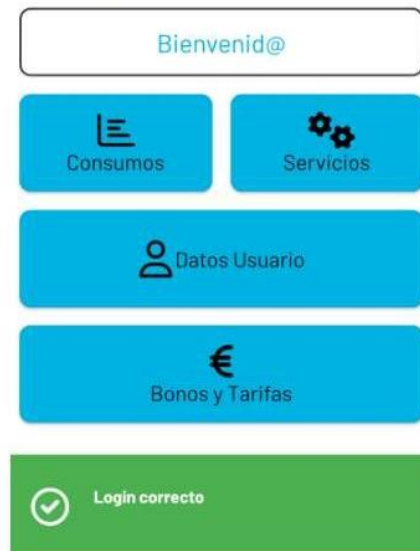 Bienvenid@
Consumos
Servicios
Datos Usuario
€
Bonos y Tarifas
Login correcto